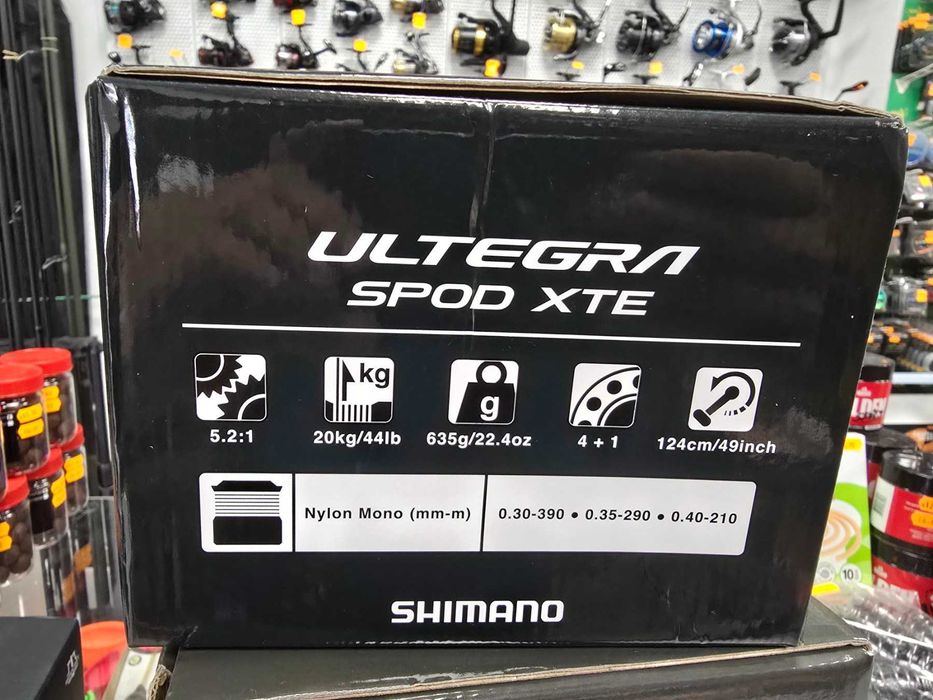 ULTEGRA
SPOD XTE
kg
g
5.2:1
20kg/44lb
635g/22.4oz
4 + 1
124cm/49inch
Nylon Mono (mm-m)
0.30-390 • 0.35-290 • 0.40-210
SHIMANO
10